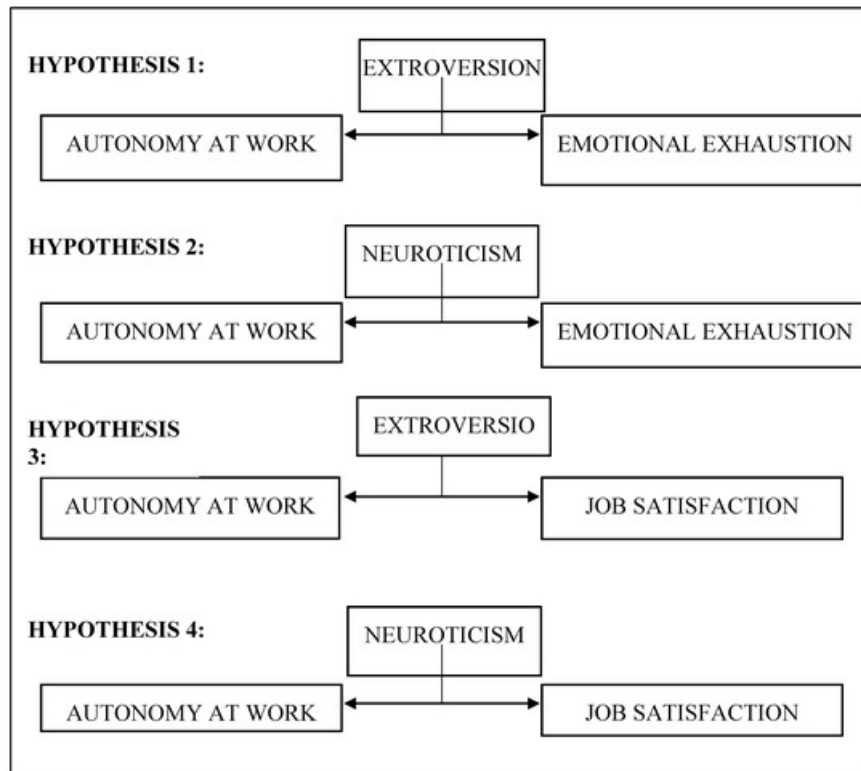 HYPOTHESIS 1:
EXTROVERSION
AUTONOMY AT WORK
EMOTIONAL EXHAUSTION
HYPOTHESIS 2:
NEUROTICISM
AUTONOMY AT WORK
EMOTIONAL EXHAUSTION
HYPOTHESIS
3:
EXTROVERSIO
AUTONOMY AT WORK
JOB SATISFACTION
HYPOTHESIS 4:
NEUROTICISM
AUTONOMY AT WORK
JOB SATISFACTION